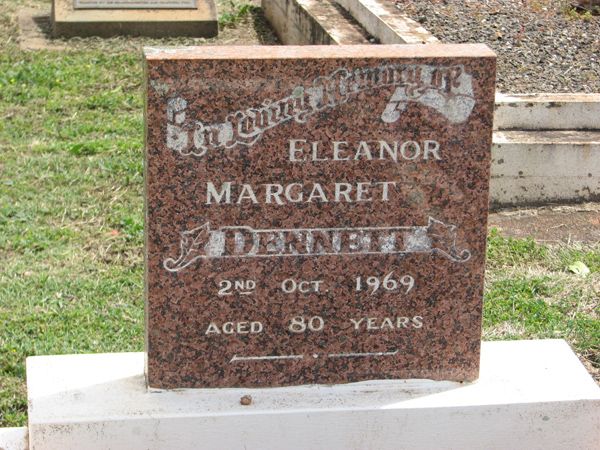 In Loving Memory of
ELEANOR
MARGARET
DENNETT
2ND OCT. 1969
AGED 80 YEARS